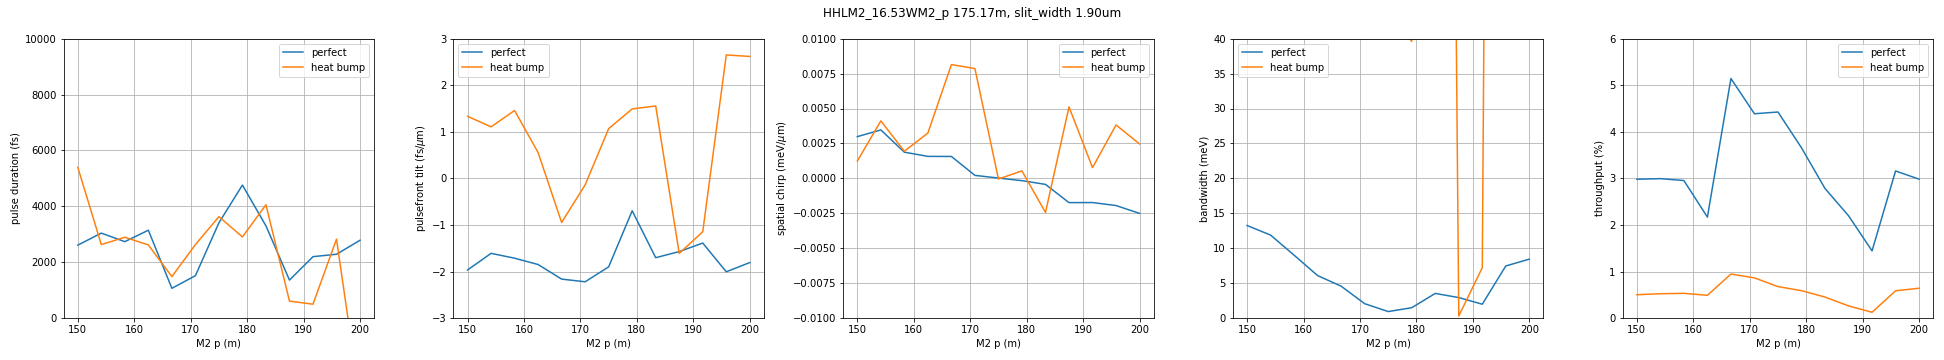 HHLM2_16.53WM2_p 175.17m, slit_width 1.90um
pulse duration (fs)
10000
8000
6000
4000
2000
0
150 160 170 180 190 200
M2 p (m)
perfect
heat bump
pulsefront tilt (fs/μm)
3
2
1
0
−1
−2
−3
150 160 170 180 190 200
M2 p (m)
perfect
heat bump
spatial chirp (meV/μm)
0.0100
0.0075
0.0050
0.0025
0.0000
−0.0025
−0.0050
−0.0075
−0.0100
150 160 170 180 190 200
M2 p (m)
perfect
heat bump
bandwidth (meV)
40
35
30
25
20
15
10
5
0
150 160 170 180 190 200
M2 p (m)
perfect
heat bump
throughput (%)
6
5
4
3
2
1
0
150 160 170 180 190 200
M2 p (m)
perfect
heat bump